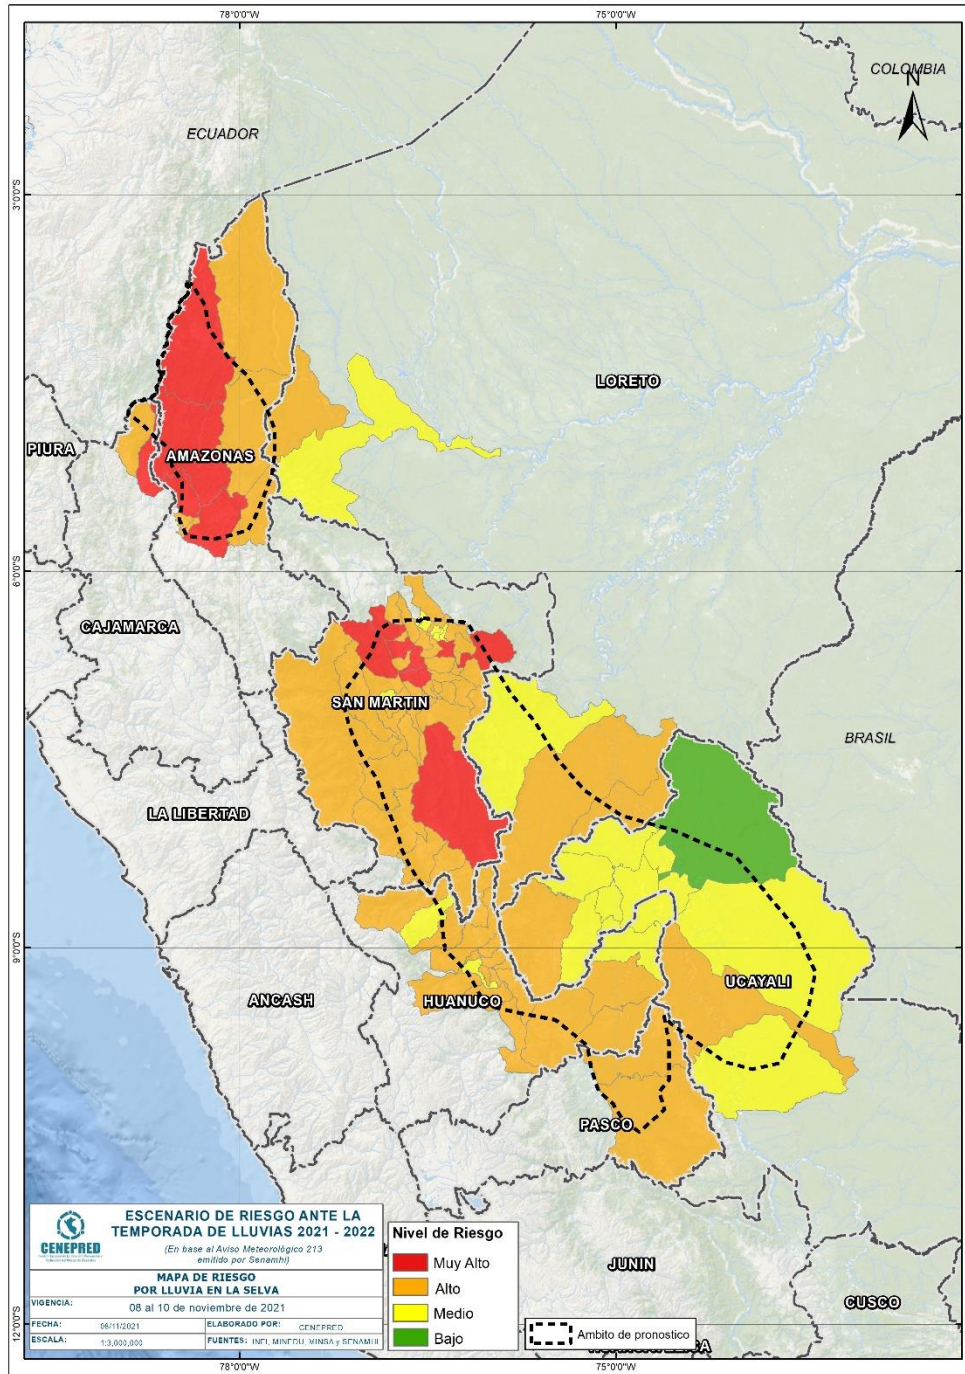 78°0'0"W 75°0'0"W
COLOMBIA
N
ECUADOR
3°0'0"S
LORETO
PIURA
AMAZONAS
6°0'0"S
CAJAMARCA
SAN MARTIN
BRASIL
LA LIBERTAD
9°0'0"S
UCAYALI
ANCASH
HUANUCO
PASCO
JUNIN
CUSCO
12°0'0"S
CENEPRED
ESCENARIO DE RIESGO ANTE LA
TEMPORADA DE LLUVIAS 2021 - 2022
(En base al Aviso Meteorológico 213
emitido por Senamhi)
MAPA DE RIESGO
POR LLUVIA EN LA SELVA
VIGENCIA: 08 al 10 de noviembre de 2021
FECHA: 08/11/2021 ELABORADO POR: CENEPRED
ESCALA: 1:3,000,000 FUENTES: INEI, MINEDU, MINSA y SENAMHI
Nivel de Riesgo
Muy Alto
Alto
Medio
Bajo
Ambito de pronostico
78°0'0"W 75°0'0"W